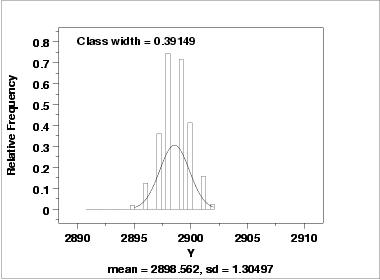 Class width = 0.39149
0.8
0.7
0.6
0.5
0.4
0.3
0.2
0.1
0
Relative Frequency
2890 2895 2900 2905 2910
Y
mean = 2898.562, sd = 1.30497